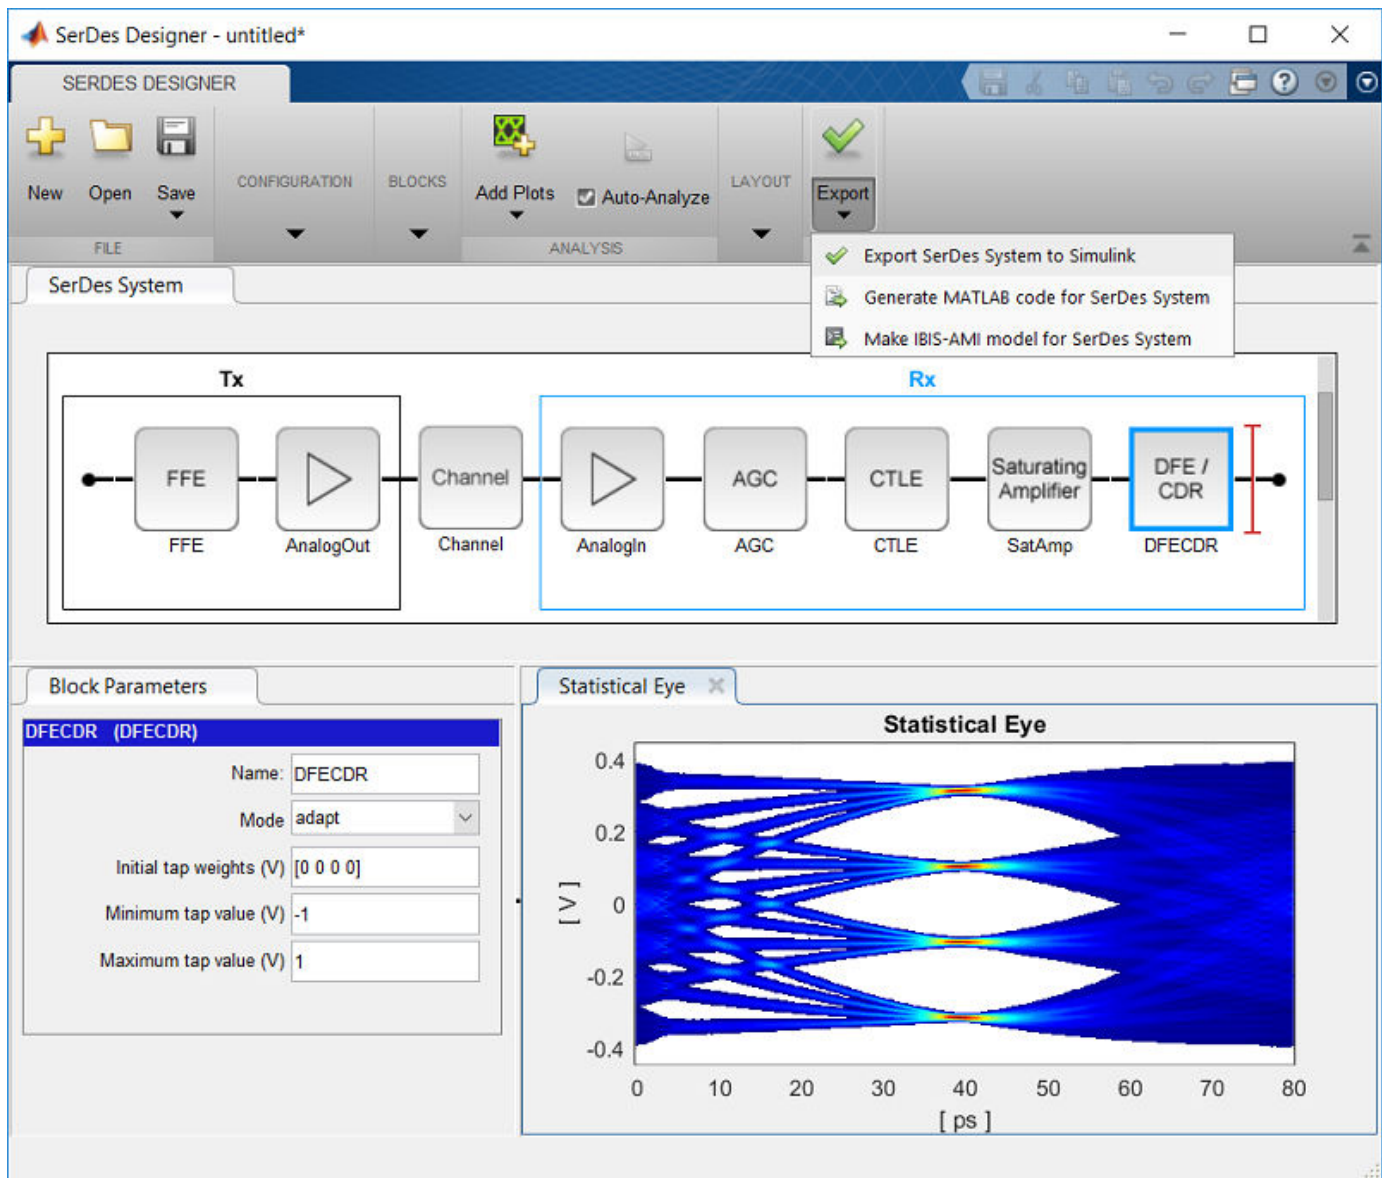 SerDes Designer - untitled*
SERDES DESIGNER
New
Open
Save
FILE
CONFIGURATION
BLOCKS
Add Plots
Auto-Analyze
ANALYSIS
LAYOUT
Export
Export SerDes System to Simulink
Generate MATLAB code for SerDes System
Make IBIS-AMI model for SerDes System
SerDes System
Tx
Rx
FFE
Channel
AGC
CTLE
Saturating
Amplifier
DFE /
CDR
FFE
AnalogOut
Channel
AnalogIn
AGC
CTLE
SatAmp
DFECDR
Block Parameters
DFECDR (DFECDR)
Name: DFECDR
Mode adapt
Initial tap weights (V) [0 0 0 0]
Minimum tap value (V) -1
Maximum tap value (V) 1
Statistical Eye
Statistical Eye
0.4
0.2
0
-0.2
-0.4
[ V ]
0 10 20 30 40 50 60 70 80
[ ps ]